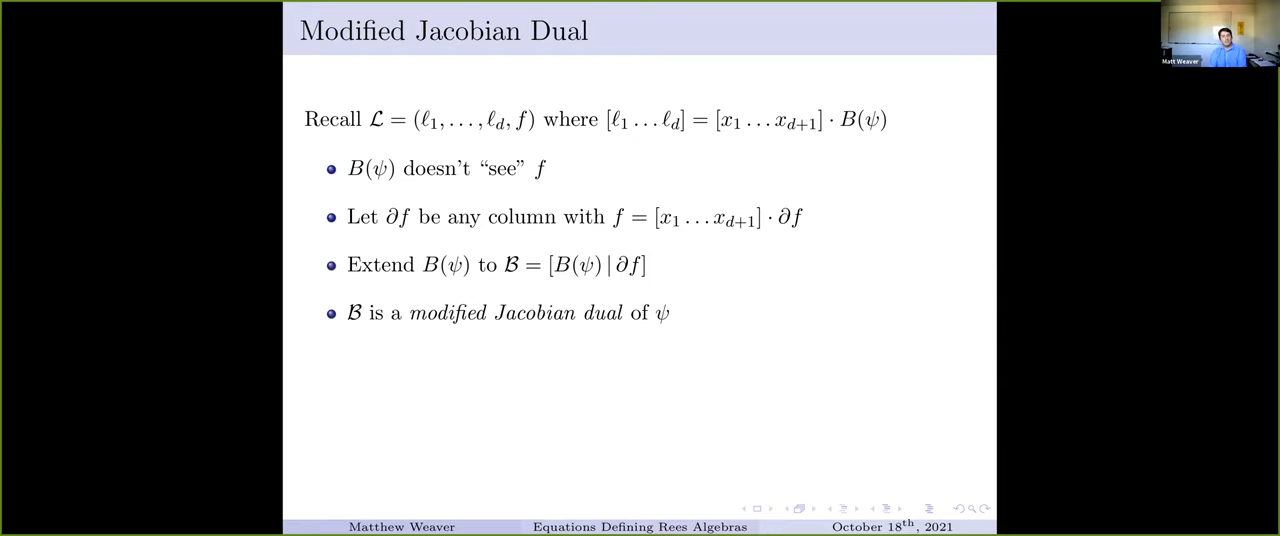 Modified Jacobian Dual
Matt Weaver
Recall ℒ = (ℓ₁, . . . , ℓ_d, f) where [ℓ₁ . . . ℓ_d] = [x₁ . . . x_{d+1}] · B(ψ)
B(ψ) doesn't “see” f
Let ∂f be any column with f = [x₁ . . . x_{d+1}] · ∂f
Extend B(ψ) to ℬ = [B(ψ) | ∂f]
ℬ is a modified Jacobian dual of ψ
Matthew Weaver
Equations Defining Rees Algebras
October 18th, 2021